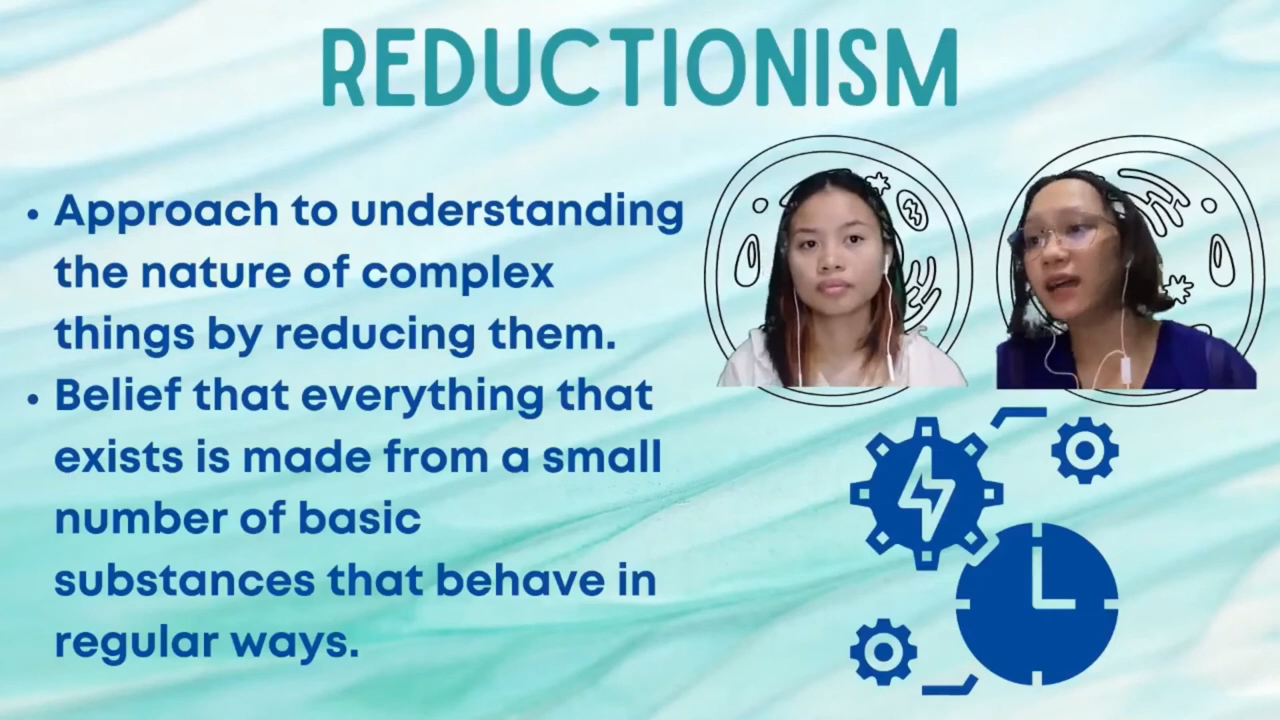 REDUCTIONISM
• Approach to understanding
the nature of complex
things by reducing them.
• Belief that everything that
exists is made from a small
number of basic
substances that behave in
regular ways.